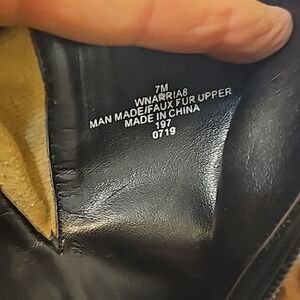 7M
WNARRIA8
MAN MADE/FAUX FUR UPPER
MADE IN CHINA
197
0719